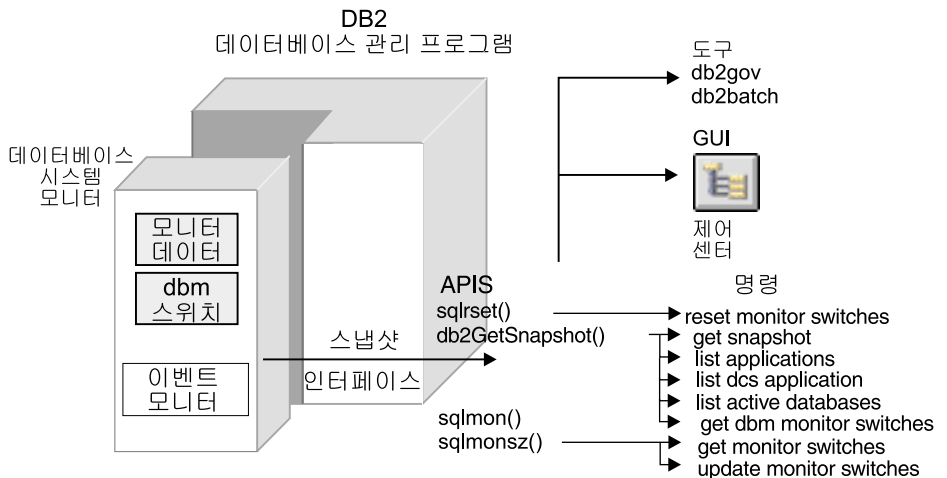 DB2
데이터베이스 관리 프로그램
데이터베이스
시스템
모니터
모니터
데이터
dbm
스위치
이벤트
모니터
스냅샷
인터페이스
APIS
sqlrset()
db2GetSnapshot()
sqlmon()
sqlmonsz()
도구
db2gov
db2batch
GUI
제어
센터
명령
reset monitor switches
get snapshot
list applications
list dcs application
list active databases
get dbm monitor switches
get monitor switches
update monitor switches